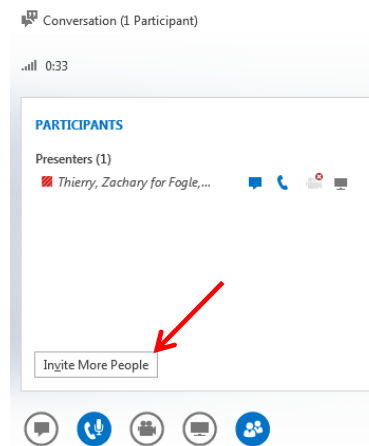 Conversation (1 Participant)
0:33
PARTICIPANTS
Presenters (1)
Thierry, Zachary for Fogle,...
Invite More People